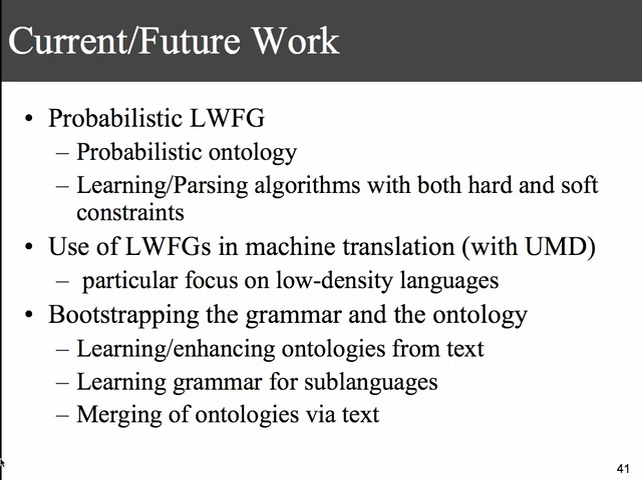 Current/Future Work
• Probabilistic LWFG
– Probabilistic ontology
– Learning/Parsing algorithms with both hard and soft
constraints
• Use of LWFGs in machine translation (with UMD)
– particular focus on low-density languages
• Bootstrapping the grammar and the ontology
– Learning/enhancing ontologies from text
– Learning grammar for sublanguages
– Merging of ontologies via text
41